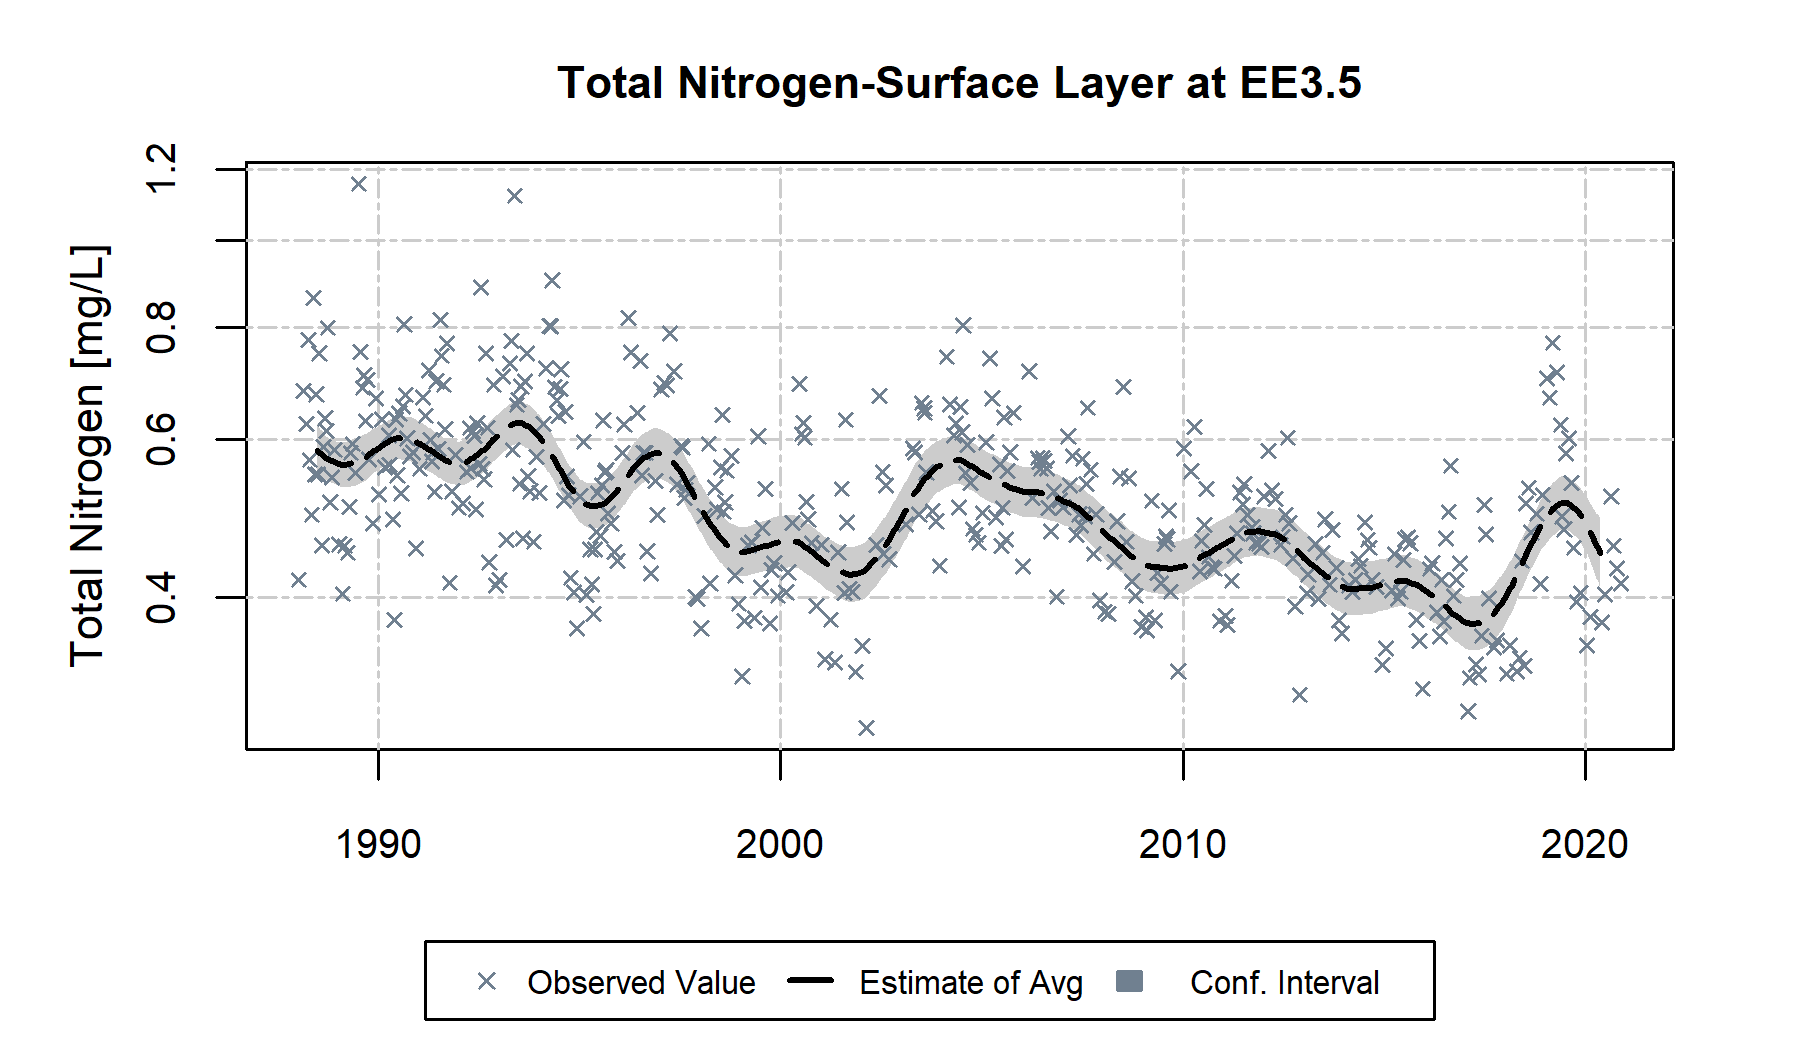 Total Nitrogen-Surface Layer at EE3.5
Total Nitrogen [mg/L]
1.2
0.8
0.6
0.4
1990 2000 2010 2020
Observed Value Estimate of Avg Conf. Interval